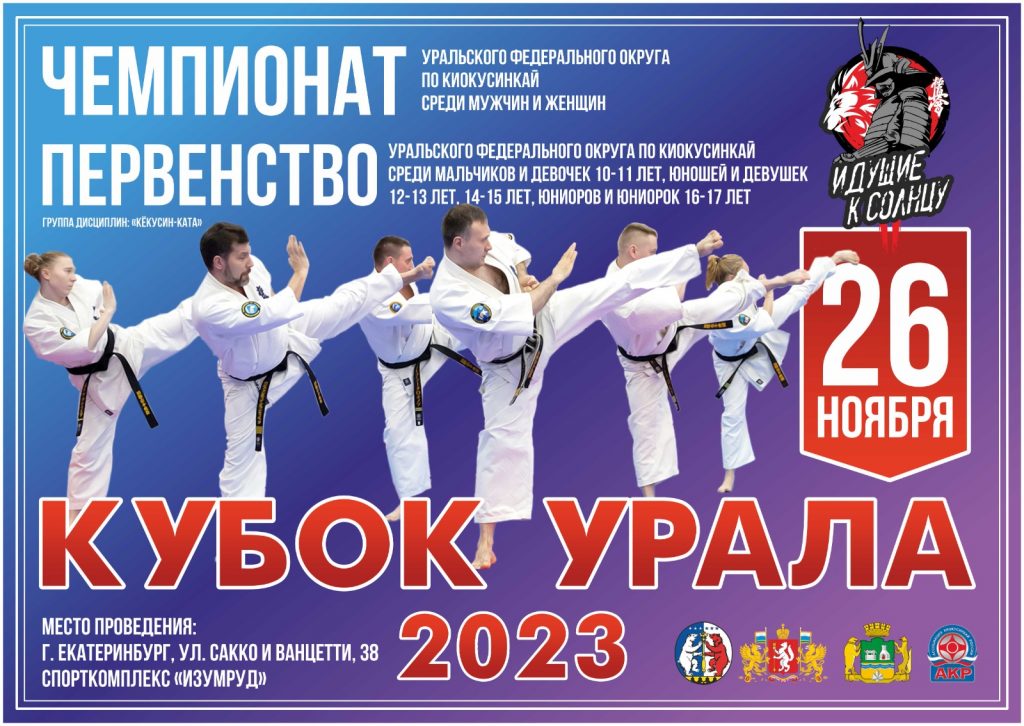 ЧЕМПИОНАТ
УРАЛЬСКОГО ФЕДЕРАЛЬНОГО ОКРУГА
ПО КИОКУСИНКАЙ
СРЕДИ МУЖЧИН И ЖЕНЩИН
ПЕРВЕНСТВО
УРАЛЬСКОГО ФЕДЕРАЛЬНОГО ОКРУГА ПО КИОКУСИНКАЙ
СРЕДИ МАЛЬЧИКОВ И ДЕВОЧЕК 10-11 ЛЕТ, ЮНОШЕЙ И ДЕВУШЕК
12-13 ЛЕТ, 14-15 ЛЕТ, ЮНИОРОВ И ЮНИОРОК 16-17 ЛЕТ
ГРУППА ДИСЦИПЛИН: «КЁКУСИН-КАТА»
ИДУЩИЕ
К СОЛНЦУ
26
НОЯБРЯ
КУБОК УРАЛА
2023
МЕСТО ПРОВЕДЕНИЯ:
Г. ЕКАТЕРИНБУРГ, УЛ. САККО И ВАНЦЕТТИ, 38
СПОРТКОМПЛЕКС «ИЗУМРУД»
АКР